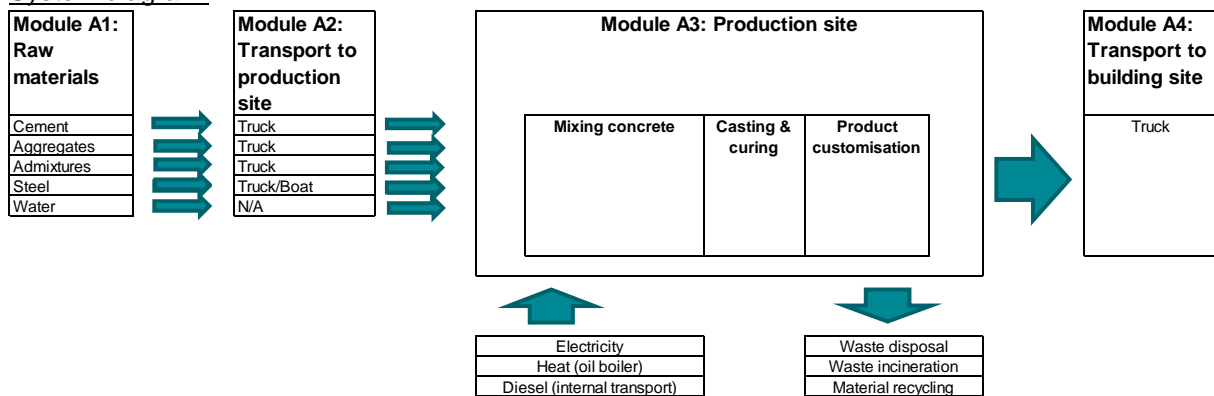 Module A1:
Raw
materials
Cement
Aggregates
Admixtures
Steel
Water
Module A2:
Transport to
production
site
Truck
Truck
Truck
Truck/Boat
N/A
Module A3: Production site
Mixing concrete
Casting &
curing
Product
customisation
Electricity
Heat (oil boiler)
Diesel (internal transport)
Waste disposal
Waste incineration
Material recycling
Module A4:
Transport to
building site
Truck